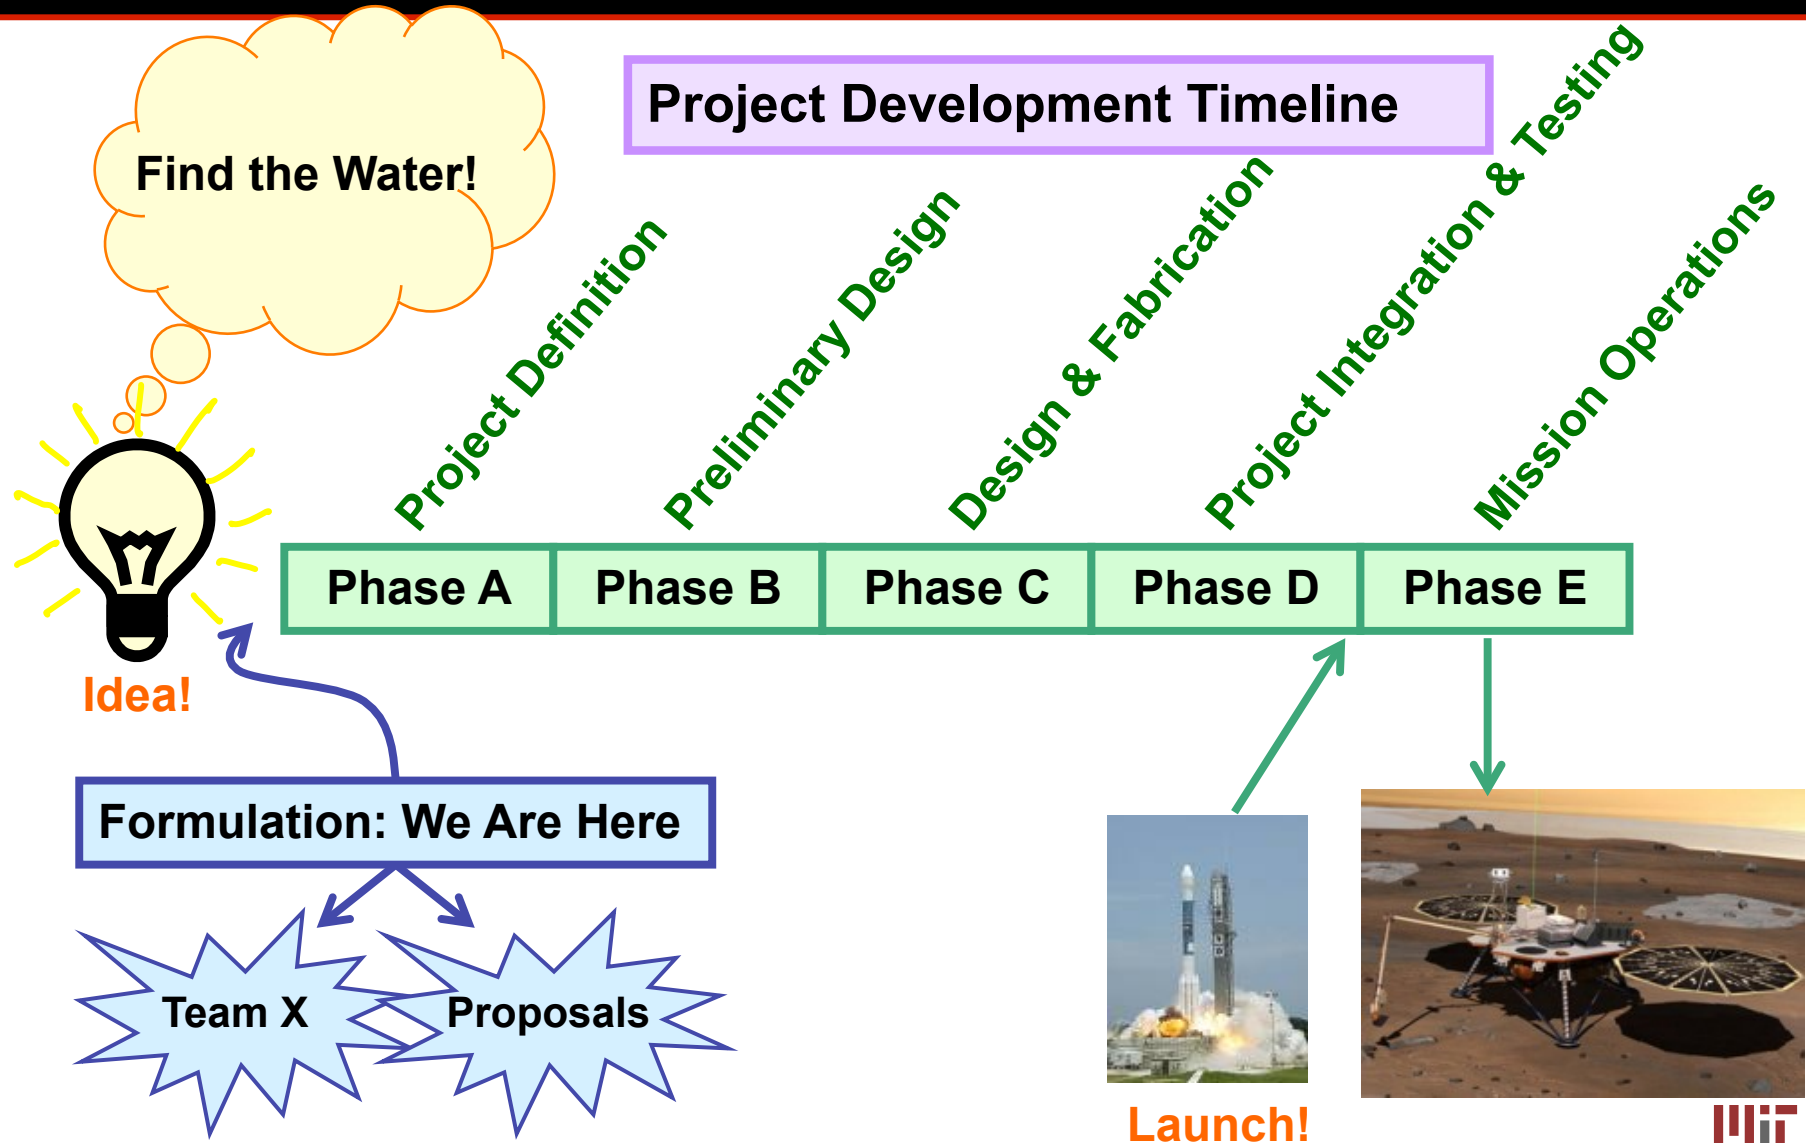 Project Development Timeline
Find the Water!
Project Definition
Preliminary Design
Design & Fabrication
Project Integration & Testing
Mission Operations
Phase A
Phase B
Phase C
Phase D
Phase E
Idea!
Formulation: We Are Here
Team X
Proposals
Launch!
MIT